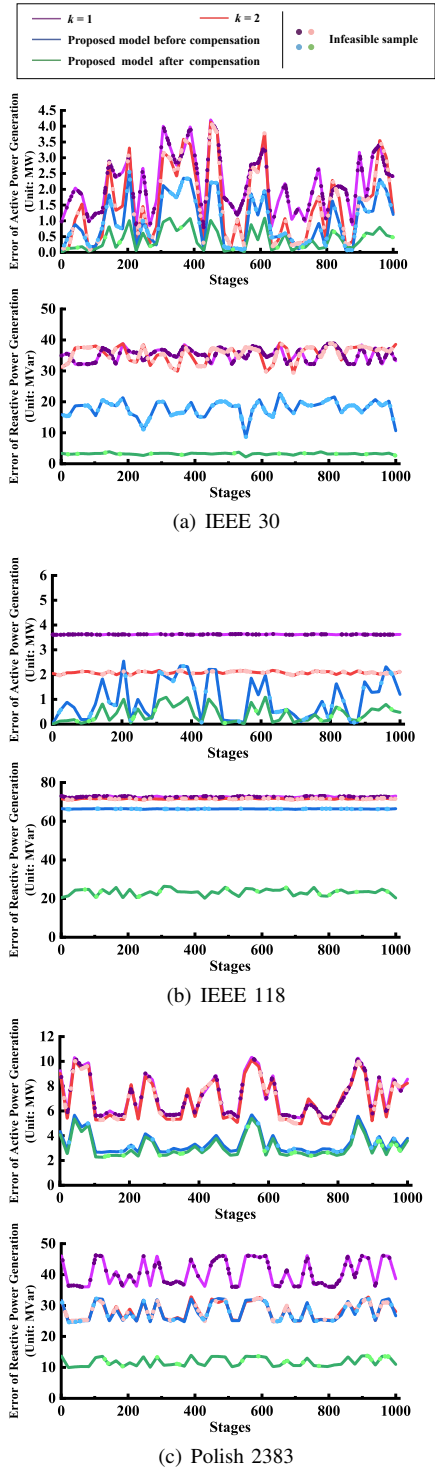 k = 1
k = 2
Proposed model before compensation
Infeasible sample
Proposed model after compensation
Error of Active Power Generation
(Unit: MW)
4.5
4.0
3.5
3.0
2.5
2.0
1.5
1.0
0.5
0.0
0 200 400 600 800 1000
Stages
Error of Reactive Power Generation
(Unit: MVar)
50
40
30
20
10
0
0 200 400 600 800 1000
Stages
(a) IEEE 30
Error of Active Power Generation
(Unit: MW)
6
5
4
3
2
1
0
0 200 400 600 800 1000
Stages
Error of Reactive Power Generation
(Unit: MVar)
80
60
40
20
0
0 200 400 600 800 1000
Stages
(b) IEEE 118
Error of Active Power Generation
(Unit: MW)
12
10
8
6
4
2
0
0 200 400 600 800 1000
Stages
Error of Reactive Power Generation
(Unit: MVar)
50
40
30
20
10
0
0 200 400 600 800 1000
Stages
(c) Polish 2383